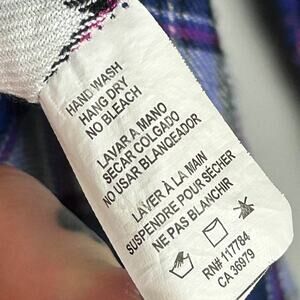 HAND WASH
HANG DRY
NO BLEACH
LAVAR A MANO
SECAR COLGADO
NO USAR BLANQEADOR
LAVER À LA MAIN
SUSPENDRE POUR SÉCHER
NE PAS BLANCHIR
RN# 117784
CA 36979